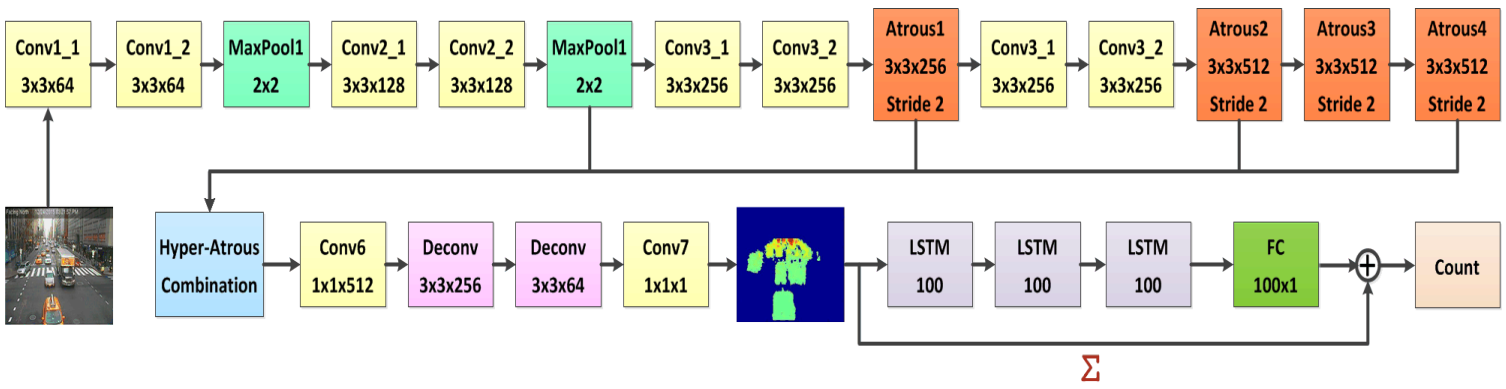 Conv1_1
3x3x64
Conv1_2
3x3x64
MaxPool1
2x2
Conv2_1
3x3x128
Conv2_2
3x3x128
MaxPool1
2x2
Conv3_1
3x3x256
Conv3_2
3x3x256
Atrous1
3x3x256
Stride 2
Conv3_1
3x3x256
Conv3_2
3x3x256
Atrous2
3x3x512
Stride 2
Atrous3
3x3x512
Stride 2
Atrous4
3x3x512
Stride 2
Hyper-Atrous
Combination
Conv6
1x1x512
Deconv
3x3x256
Deconv
3x3x64
Conv7
1x1x1
LSTM
100
LSTM
100
LSTM
100
FC
100x1
+
Count
Σ